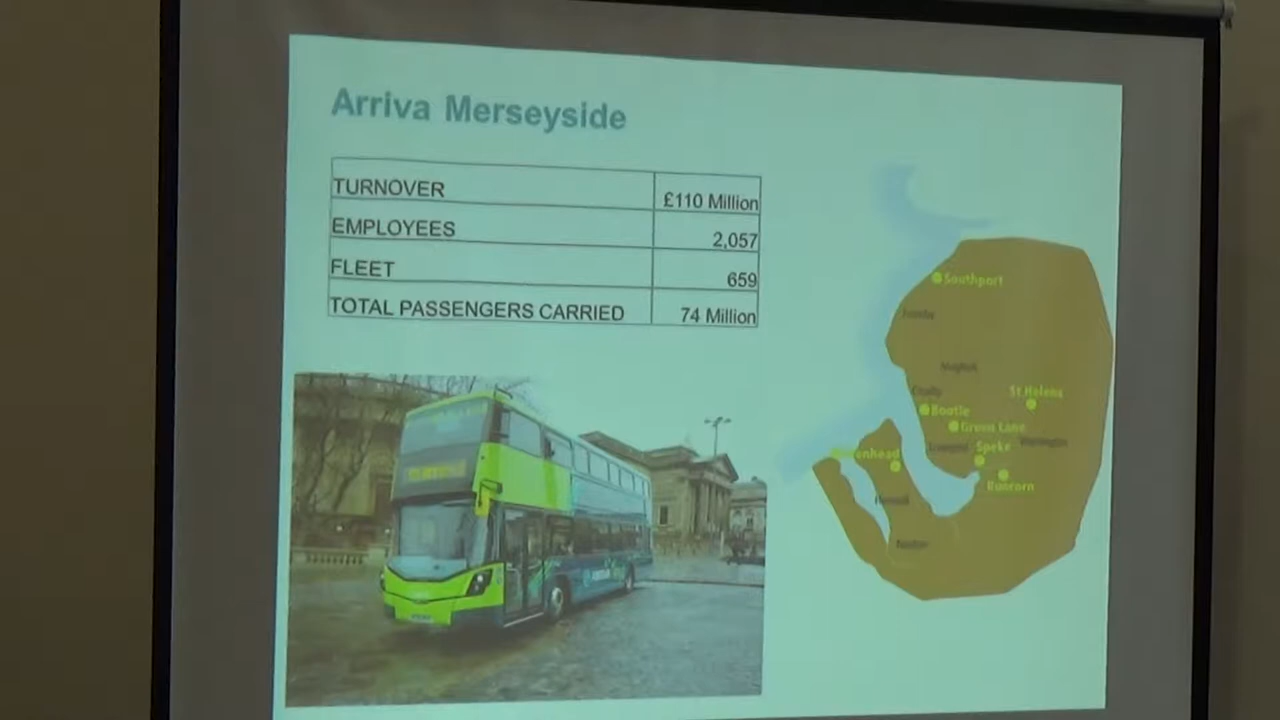 Arriva Merseyside
TURNOVER £110 Million
EMPLOYEES 2,057
FLEET 659
TOTAL PASSENGERS CARRIED 74 Million
Southport
St Helens
Bootle
Green Lane
Speke
Runcorn